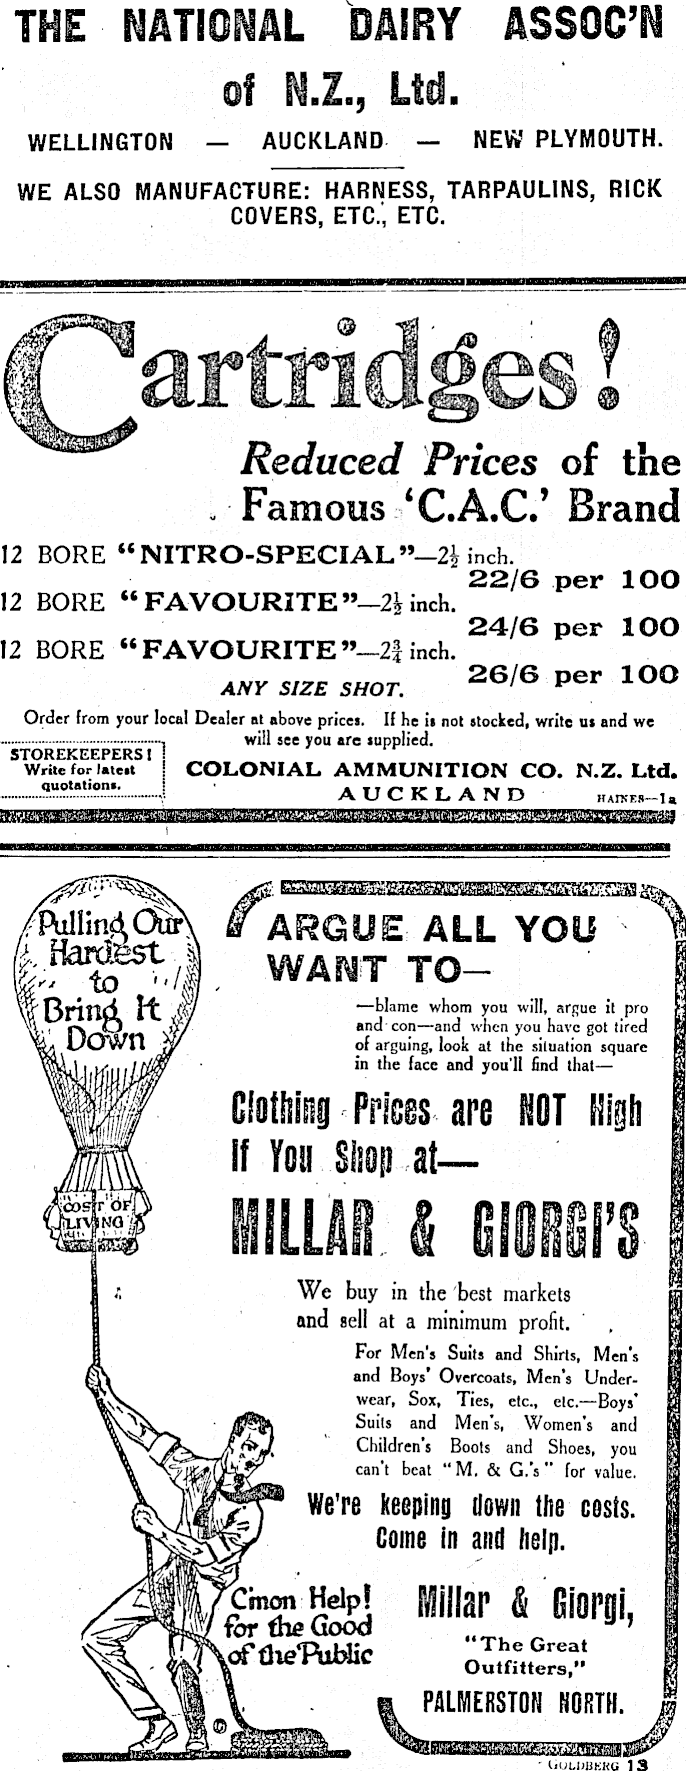 THE NATIONAL DAIRY ASSOC'N
of N.Z., Ltd.
WELLINGTON — AUCKLAND — NEW PLYMOUTH.
WE ALSO MANUFACTURE: HARNESS, TARPAULINS, RICK
COVERS, ETC., ETC.
Cartridges!
Reduced Prices of the
Famous 'C.A.C.' Brand
12 BORE "NITRO-SPECIAL"—2½ inch.
22/6 per 100
12 BORE "FAVOURITE"—2½ inch.
24/6 per 100
12 BORE "FAVOURITE"—2¾ inch.
26/6 per 100
ANY SIZE SHOT.
Order from your local Dealer at above prices. If he is not stocked, write us and we
will see you are supplied.
STOREKEEPERS!
Write for latest
quotations.
COLONIAL AMMUNITION CO. N.Z. Ltd.
AUCKLAND
HAINES—1a
Pulling Our
Hardest
to
Bring It
Down
COST OF
LIVING
C'mon Help!
for the Good
of the Public
ARGUE ALL YOU
WANT TO—
—blame whom you will, argue it pro
and con—and when you have got tired
of arguing, look at the situation square
in the face and you'll find that—
Clothing Prices are NOT High
If You Shop at—
MILLAR & GIORGI'S
We buy in the best markets
and sell at a minimum profit.
For Men's Suits and Shirts, Men's
and Boys' Overcoats, Men's Under-
wear, Sox, Ties, etc., etc.—Boys'
Suits and Men's, Women's and
Children's Boots and Shoes, you
can't beat "M. & G.'s" for value.
We're keeping down the costs.
Come in and help.
Millar & Giorgi,
"The Great
Outfitters,"
PALMERSTON NORTH.
GOLDBERG 13